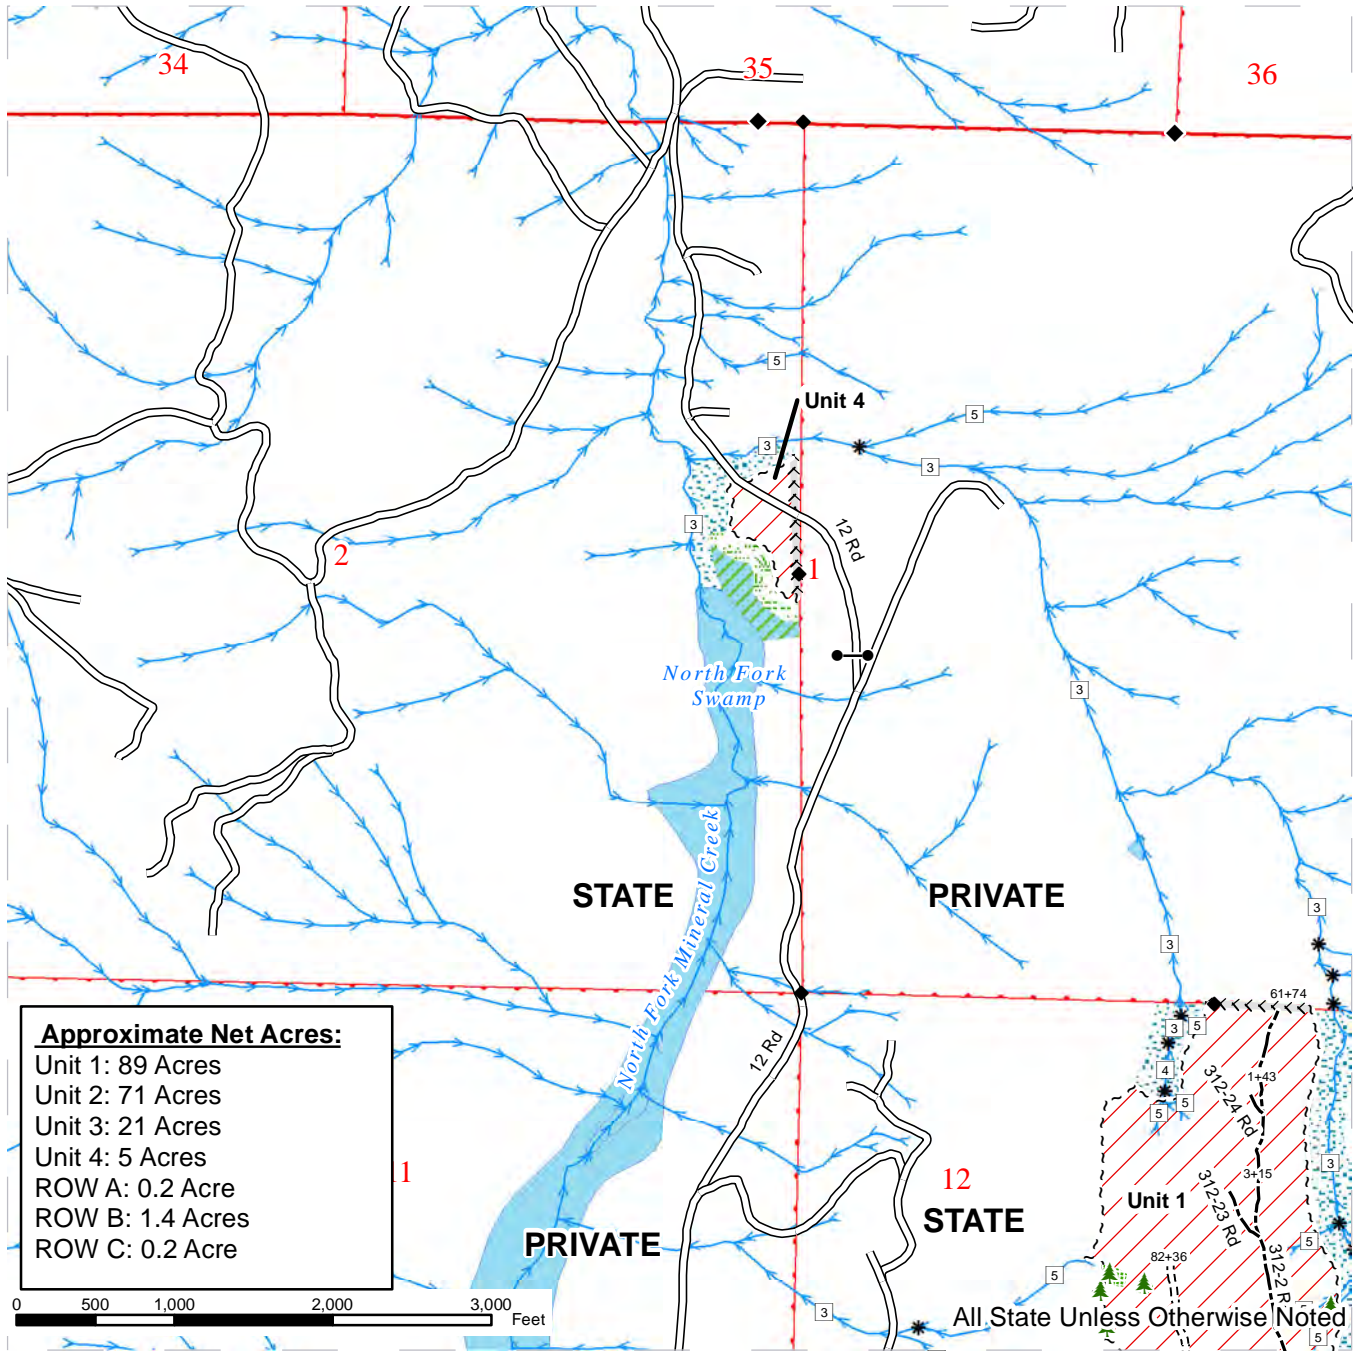 34
35
36
5
Unit 4
5
3
3
3
12 Rd
2
1
North Fork
Swamp
3
STATE
PRIVATE
North Fork Mineral Creek
3
3
61+74
Approximate Net Acres:
Unit 1: 89 Acres
Unit 2: 71 Acres
Unit 3: 21 Acres
Unit 4: 5 Acres
ROW A: 0.2 Acre
ROW B: 1.4 Acres
ROW C: 0.2 Acre
12 Rd
3
5
4
5
5
312-24 Rd
1+43
11
12
3
3+15
312-23 Rd
Unit 1
STATE
PRIVATE
5
82+36
312-2 R
5
3
0 500 1,000 2,000 3,000
Feet
All State Unless Otherwise Noted
5